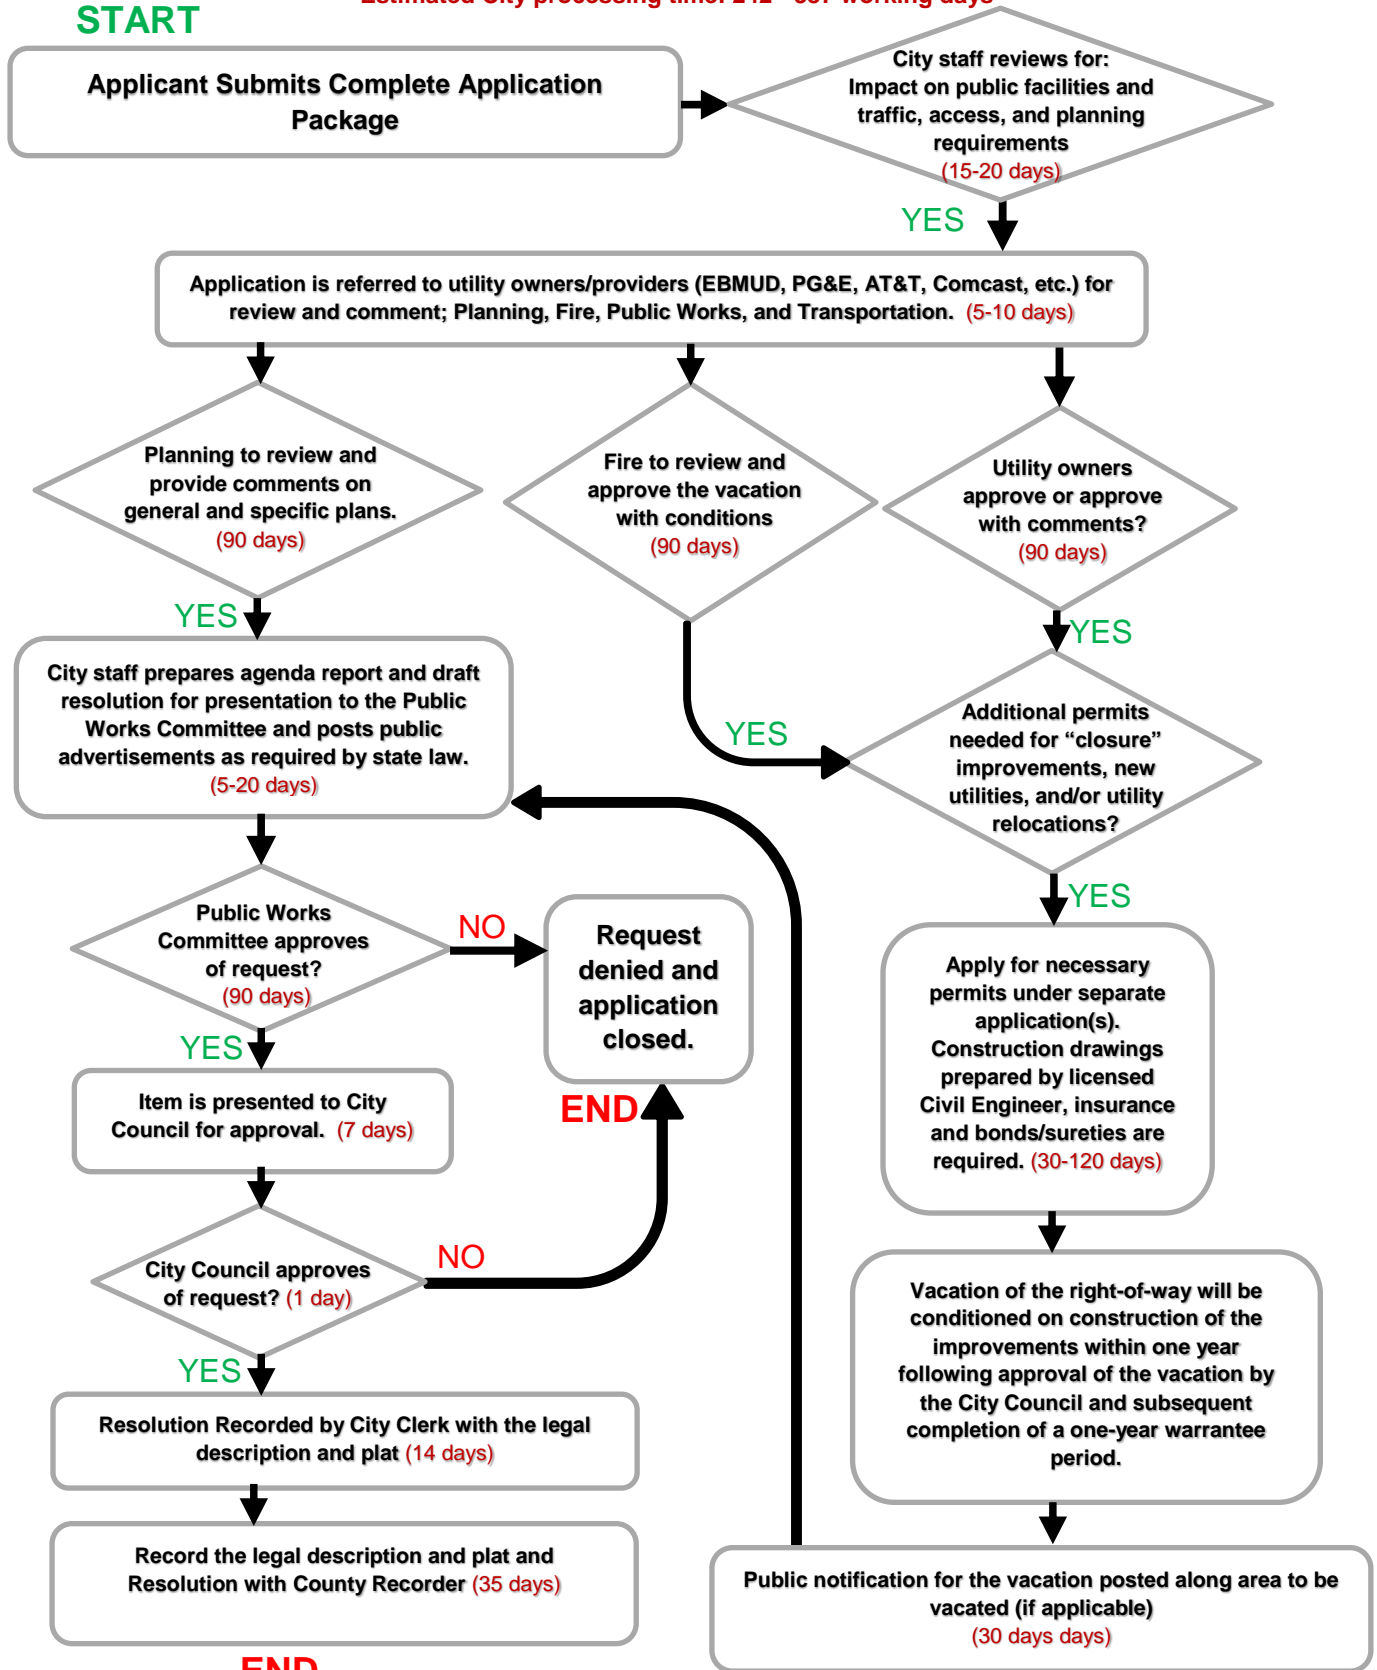 Estimated City processing time: 242 - 387 working days
START
Applicant Submits Complete Application
Package
City staff reviews for:
Impact on public facilities and
traffic, access, and planning
requirements
(15-20 days)
YES
Application is referred to utility owners/providers (EBMUD, PG&E, AT&T, Comcast, etc.) for
review and comment; Planning, Fire, Public Works, and Transportation. (5-10 days)
Planning to review and
provide comments on
general and specific plans.
(90 days)
Fire to review and
approve the vacation
with conditions
(90 days)
Utility owners
approve or approve
with comments?
(90 days)
YES
YES
City staff prepares agenda report and draft
resolution for presentation to the Public
Works Committee and posts public
advertisements as required by state law.
(5-20 days)
YES
Additional permits
needed for “closure”
improvements, new
utilities, and/or utility
relocations?
YES
Public Works
Committee approves
of request?
(90 days)
NO
Request
denied and
application
closed.
END
Apply for necessary
permits under separate
application(s).
Construction drawings
prepared by licensed
Civil Engineer, insurance
and bonds/sureties are
required. (30-120 days)
YES
Item is presented to City
Council for approval. (7 days)
City Council approves
of request? (1 day)
NO
Vacation of the right-of-way will be
conditioned on construction of the
improvements within one year
following approval of the vacation by
the City Council and subsequent
completion of a one-year warrantee
period.
YES
Resolution Recorded by City Clerk with the legal
description and plat (14 days)
Record the legal description and plat and
Resolution with County Recorder (35 days)
Public notification for the vacation posted along area to be
vacated (if applicable)
(30 days days)
END